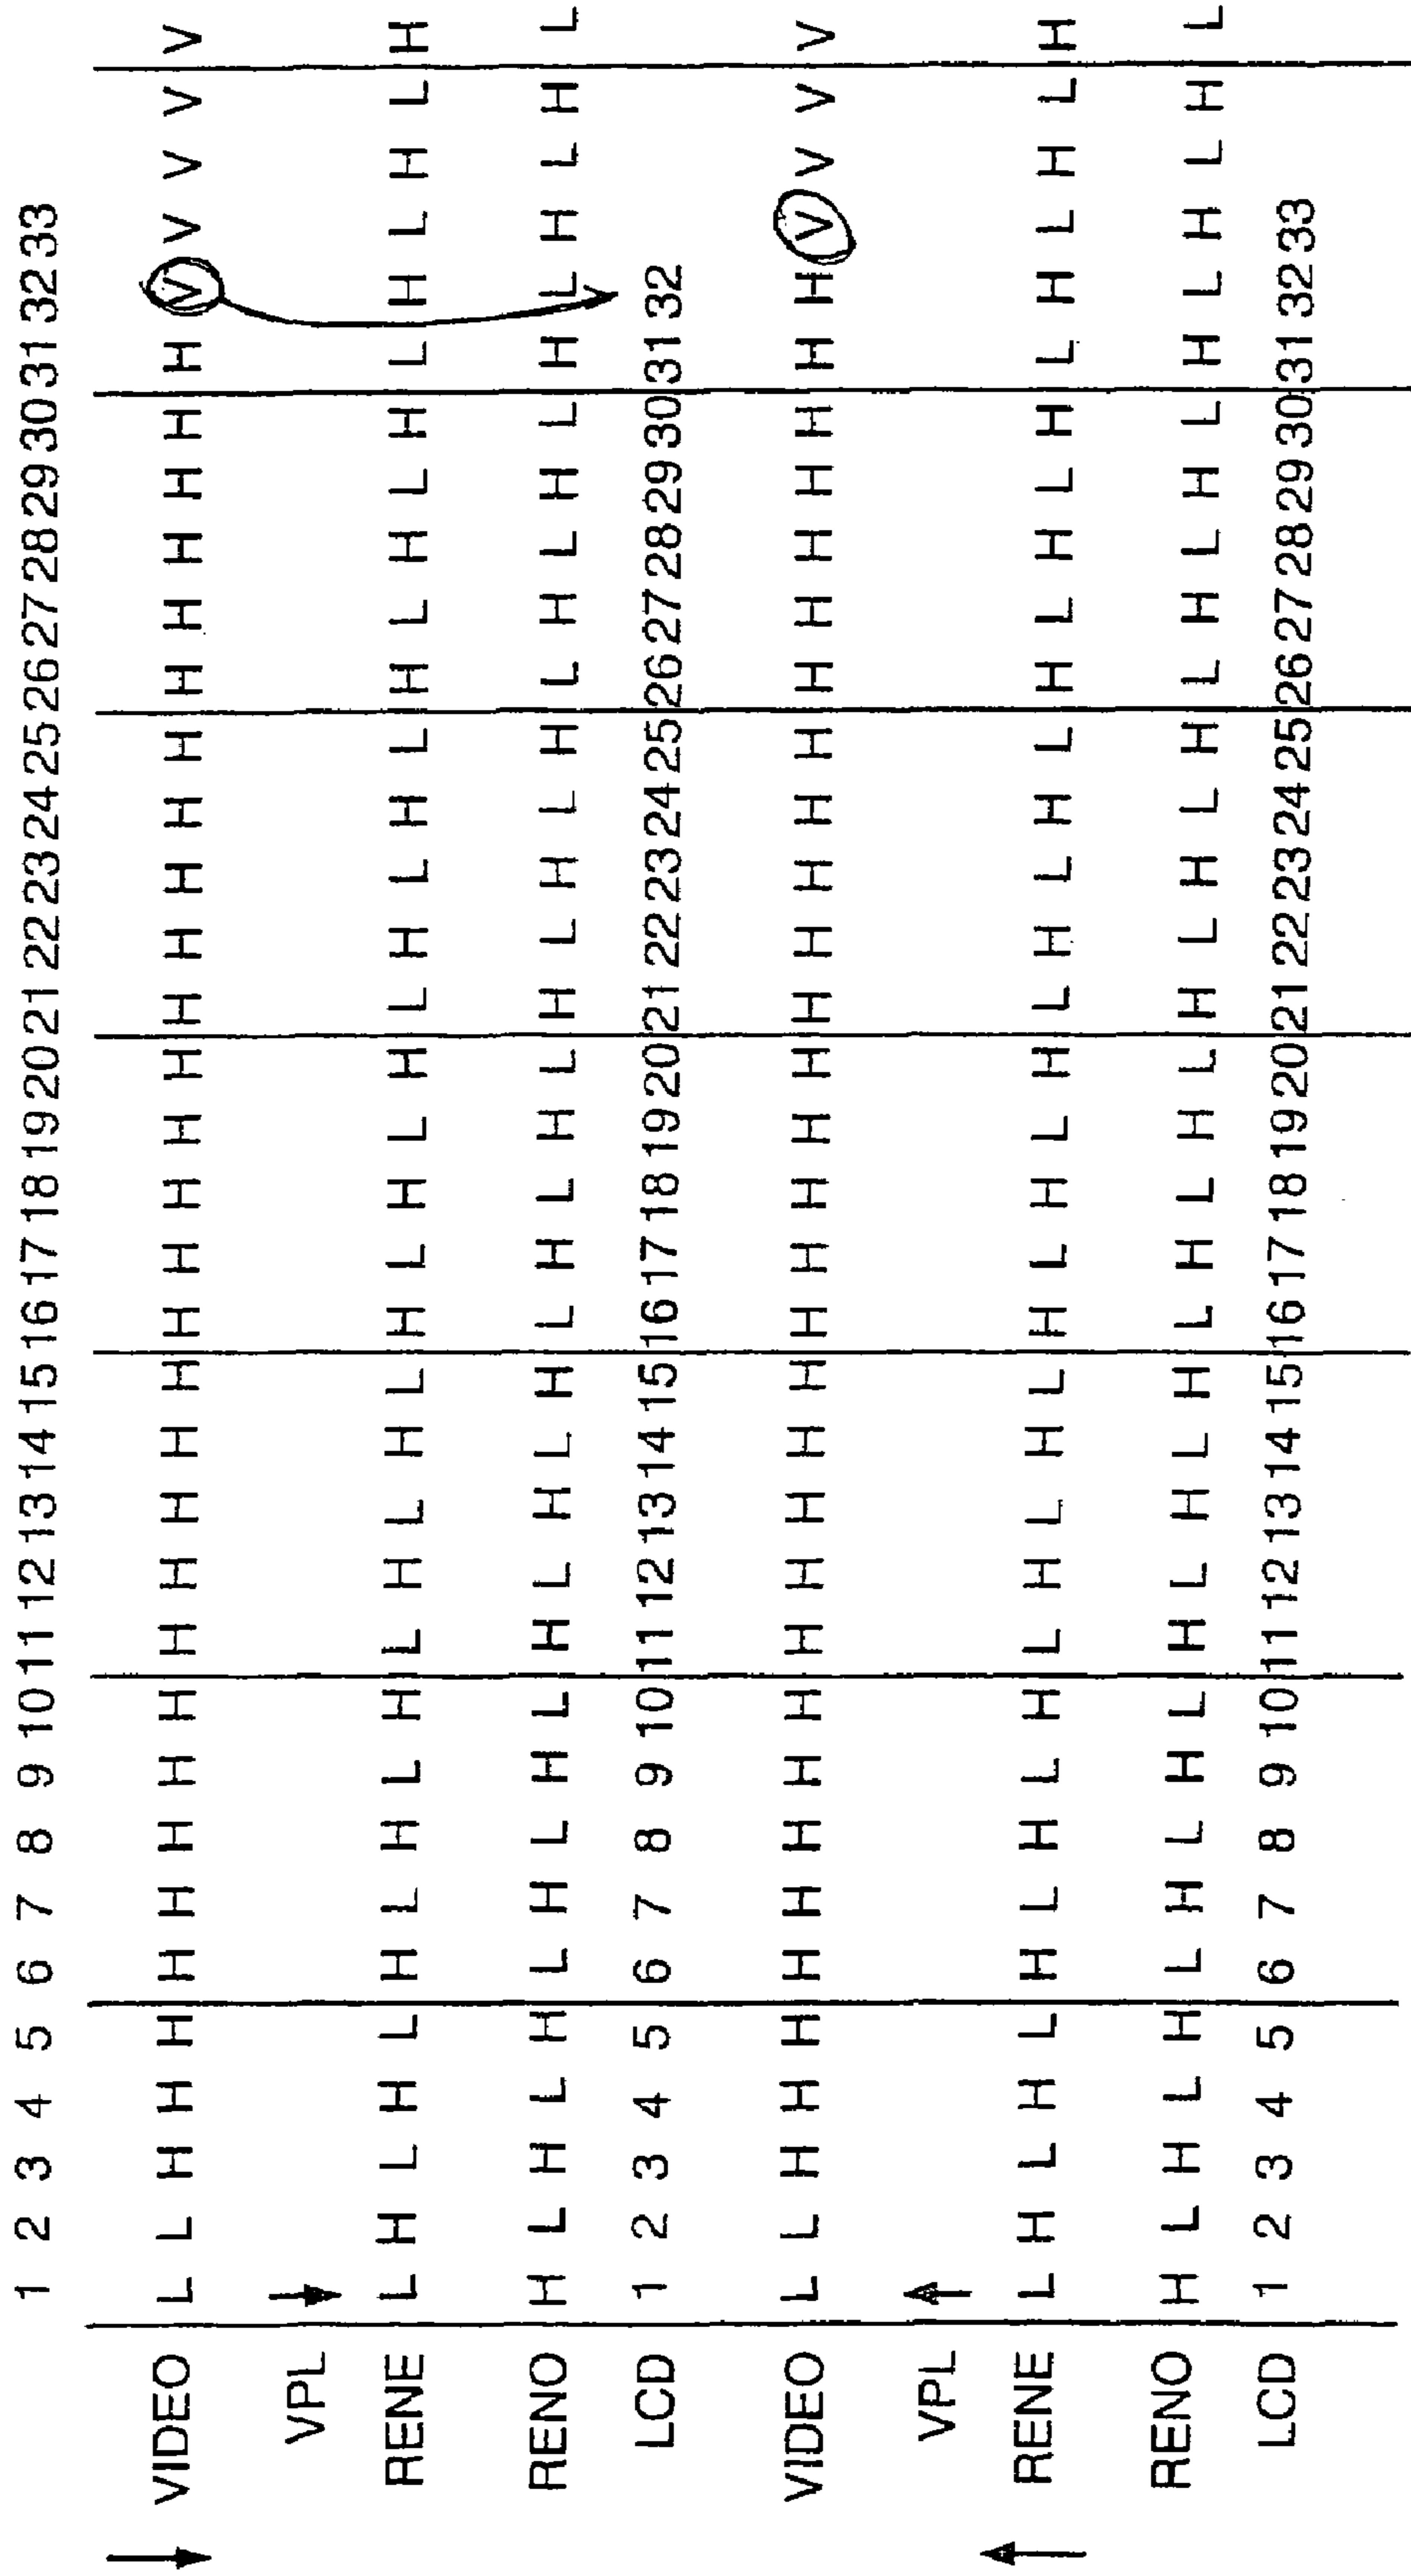 1 2 3 4 5 6 7 8 9 10 11 12 13 14 15 16 17 18 19 20 21 22 23 24 25 26 27 28 29 30 31 32 33
VIDEO L L H H H H H H H H H H H H H H H H H H H H H H H H H H H H H V V V V V
VPL
RENE L H L H L H L H L H L H L H L H L H L H L H L H L H L H L H L H L H L H
RENO H L H L H L H L H L H L H L H L H L H L H L H L H L H L H L H L H L H L
LCD 1 2 3 4 5 6 7 8 9 10 11 12 13 14 15 16 17 18 19 20 21 22 23 24 25 26 27 28 29 30 31 32
VIDEO L L H H H H H H H H H H H H H H H H H H H H H H H H H H H H H H V V V V
VPL
RENE L H L H L H L H L H L H L H L H L H L H L H L H L H L H L H L H L H L H
RENO H L H L H L H L H L H L H L H L H L H L H L H L H L H L H L H L H L H L
LCD 1 2 3 4 5 6 7 8 9 10 11 12 13 14 15 16 17 18 19 20 21 22 23 24 25 26 27 28 29 30 31 32 33